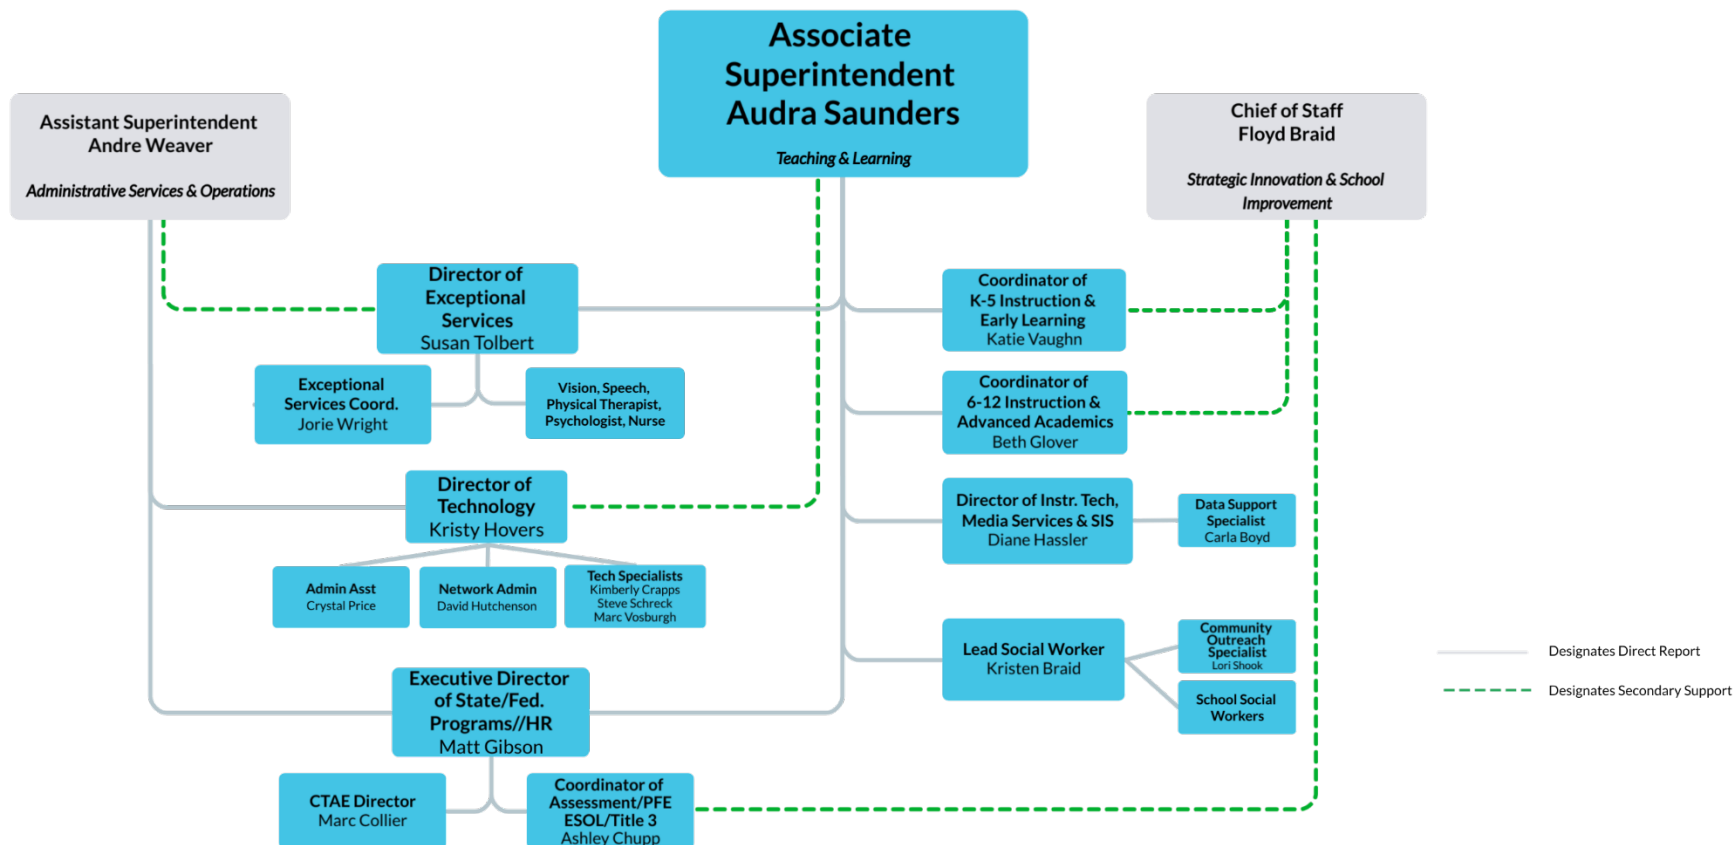 Associate
Superintendent
Audra Saunders
Teaching & Learning
Assistant Superintendent
Andre Weaver
Administrative Services & Operations
Chief of Staff
Floyd Braid
Strategic Innovation & School
Improvement
Director of
Exceptional
Services
Susan Tolbert
Exceptional
Services Coord.
Jorie Wright
Vision, Speech,
Physical Therapist,
Psychologist, Nurse
Director of
Technology
Kristy Hovers
Admin Asst
Crystal Price
Network Admin
David Hutchenson
Tech Specialists
Kimberly Crapps
Steve Schreck
Marc Vosburgh
Executive Director
of State/Fed.
Programs//HR
Matt Gibson
CTAE Director
Marc Collier
Coordinator of
Assessment/PFE
ESOL/Title 3
Ashley Chupp
Coordinator of
K-5 Instruction &
Early Learning
Katie Vaughn
Coordinator of
6-12 Instruction &
Advanced Academics
Beth Glover
Director of Instr. Tech,
Media Services & SIS
Diane Hassler
Data Support
Specialist
Carla Boyd
Lead Social Worker
Kristen Braid
Community
Outreach
Specialist
Lori Shook
School Social
Workers
Designates Direct Report
Designates Secondary Support